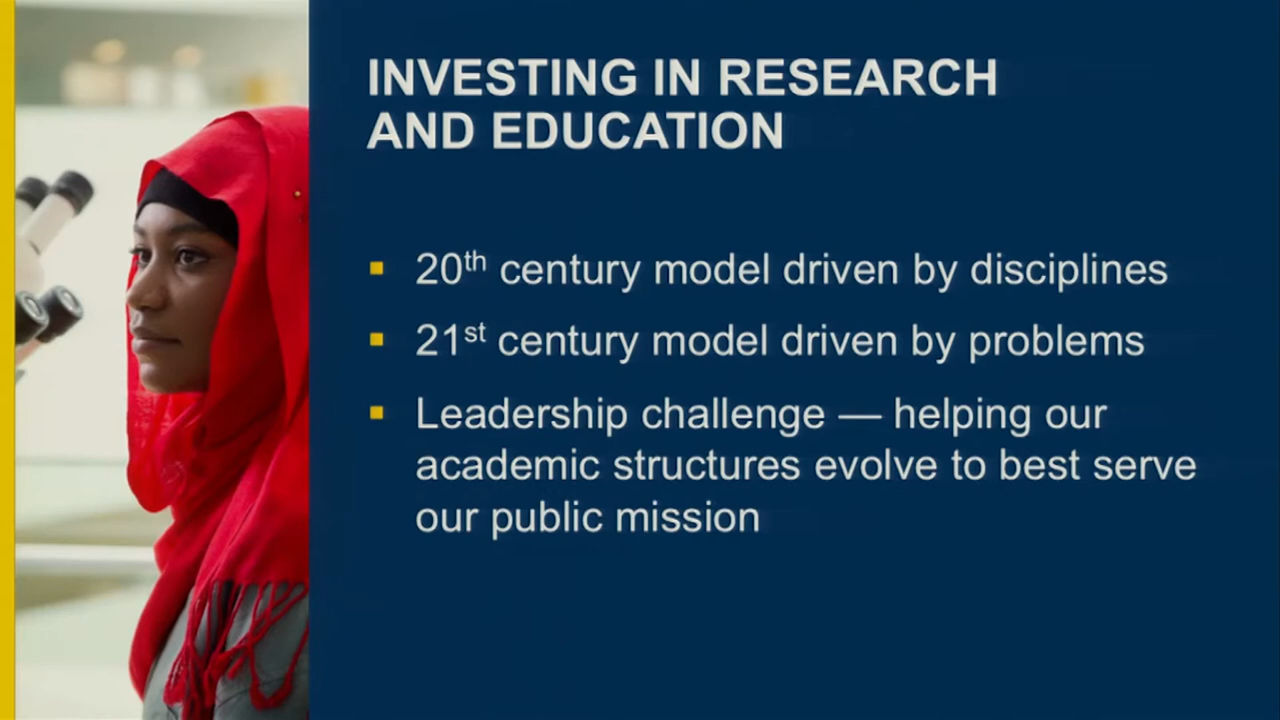 INVESTING IN RESEARCH
AND EDUCATION
▪ 20th century model driven by disciplines
▪ 21st century model driven by problems
▪ Leadership challenge — helping our
academic structures evolve to best serve
our public mission